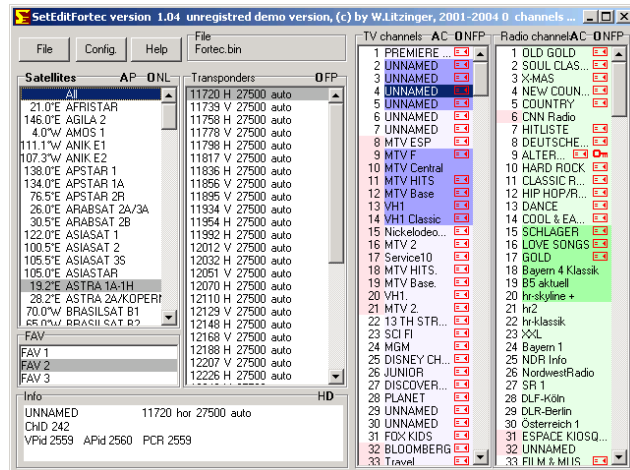 SetEditFortec version 1.04 unregistred demo version, (c) by W.Litzinger, 2001-2004 0 channels ...
File
Config.
Help
File
Fortec.bin
Satellites AP ONL
All
21.0°E AFRISTAR
146.0°E AGILA 2
4.0°W AMOS 1
111.1°W ANIK E1
107.3°W ANIK E2
138.0°E APSTAR 1
134.0°E APSTAR 1A
76.5°E APSTAR 2R
26.0°E ARABSAT 2A/3A
30.5°E ARABSAT 2B
122.0°E ASIASAT 1
100.5°E ASIASAT 2
105.5°E ASIASAT 3S
105.0°E ASIASTAR
19.2°E ASTRA 1A-1H
28.2°E ASTRA 2A/KOPERN
70.0°W BRASILSAT B1
65.0°W BRASILSAT B2
FAV
FAV 1
FAV 2
FAV 3
Transponders OFP
11720 H 27500 auto
11739 V 27500 auto
11758 H 27500 auto
11778 V 27500 auto
11798 H 27500 auto
11817 V 27500 auto
11836 H 27500 auto
11856 V 27500 auto
11895 V 27500 auto
11934 V 27500 auto
11954 H 27500 auto
11992 H 27500 auto
12012 V 27500 auto
12032 H 27500 auto
12051 V 27500 auto
12070 H 27500 auto
12110 H 27500 auto
12129 V 27500 auto
12148 H 27500 auto
12168 V 27500 auto
12188 H 27500 auto
12207 V 27500 auto
12226 H 27500 auto
Info HD
UNNAMED 11720 hor 27500 auto
ChID 242
VPid 2559 APid 2560 PCR 2559
TV channels AC ONFP
1 PREMIERE ...
2 UNNAMED
3 UNNAMED
4 UNNAMED
5 UNNAMED
6 UNNAMED
7 UNNAMED
8 MTV ESP
9 MTV F
10 MTV Central
11 MTV HITS
12 MTV Base
13 VH1
14 VH1 Classic
15 Nickelodeo...
16 MTV 2
17 Service10
18 MTV HITS.
19 MTV Base.
20 VH1.
21 MTV 2.
22 13 TH STR...
23 SCI FI
24 MGM
25 DISNEY CH...
26 JUNIOR
27 DISCOVER...
28 PLANET
29 UNNAMED
30 UNNAMED
31 FOX KIDS
32 BLOOMBERG
33 Travel
Radio channels AC ONFP
1 OLD GOLD
2 SOUL CLAS...
3 X-MAS
4 NEW COUN...
5 COUNTRY
6 CNN Radio
7 HITLISTE
8 DEUTSCHE...
9 ALTER...
10 HARD ROCK
11 CLASSIC R...
12 HIP HOP/R...
13 DANCE
14 COOL & EA...
15 SCHLAGER
16 LOVE SONGS
17 GOLD
18 Bayern 4 Klassik
19 B5 aktuell
20 hr-skyline +
21 hr2
22 hr-klassik
23 XXL
24 Bayern 1
25 NDR Info
26 NordwestRadio
27 SR 1
28 DLF-Köln
29 DLR-Berlin
30 Österreich 1
31 ESPACE KIOSQ...
32 UNNAMED
33 FILM & MUS...